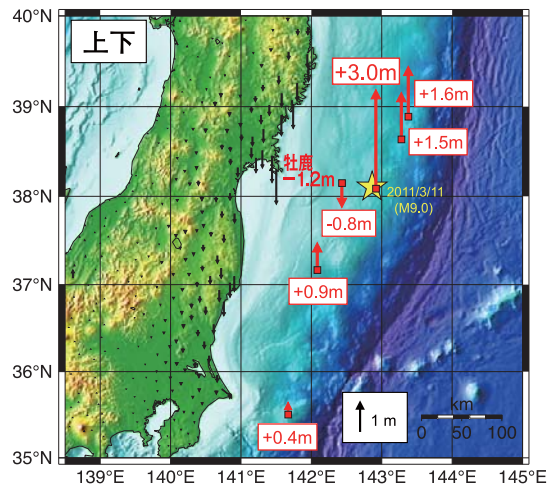 40°N
上下
+3.0m
+1.6m
39°N
+1.5m
牡鹿
−1.2m
38°N
2011/3/11
(M9.0)
-0.8m
37°N
+0.9m
36°N
1 m
km
0 50 100
+0.4m
35°N
139°E 140°E 141°E 142°E 143°E 144°E 145°E